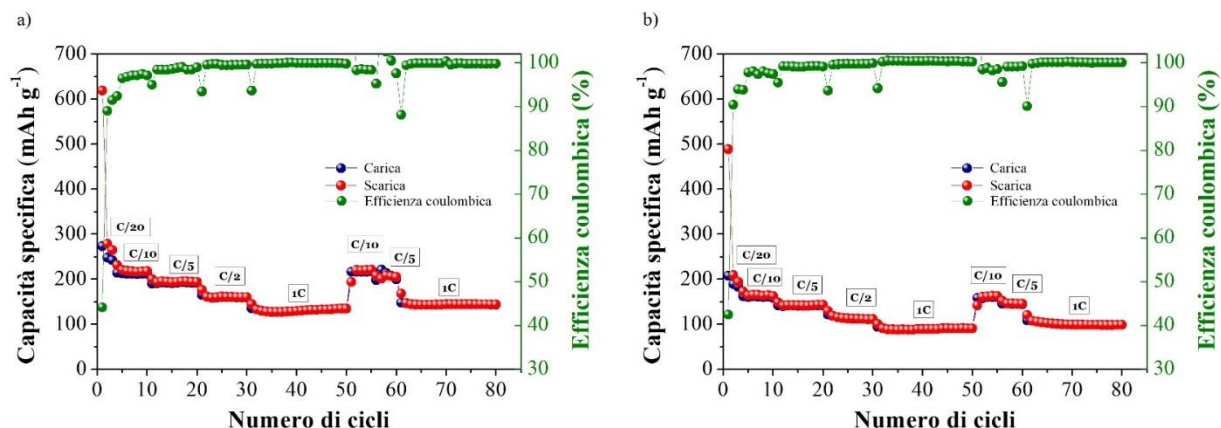 a)
700
600
500
400
300
200
100
0
Capacità specifica (mAh g-1)
Carica
Scarica
Efficienza coulombica
C/20
C/10
C/5
C/2
1C
C/10
C/5
1C
100
90
80
70
60
50
40
30
Efficienza coulombica (%)
0 10 20 30 40 50 60 70 80
Numero di cicli
b)
700
600
500
400
300
200
100
0
Capacità specifica (mAh g-1)
Carica
Scarica
Efficienza coulombica
C/20
C/10
C/5
C/2
1C
C/10
C/5
1C
100
90
80
70
60
50
40
30
Efficienza coulombica (%)
0 10 20 30 40 50 60 70 80
Numero di cicli